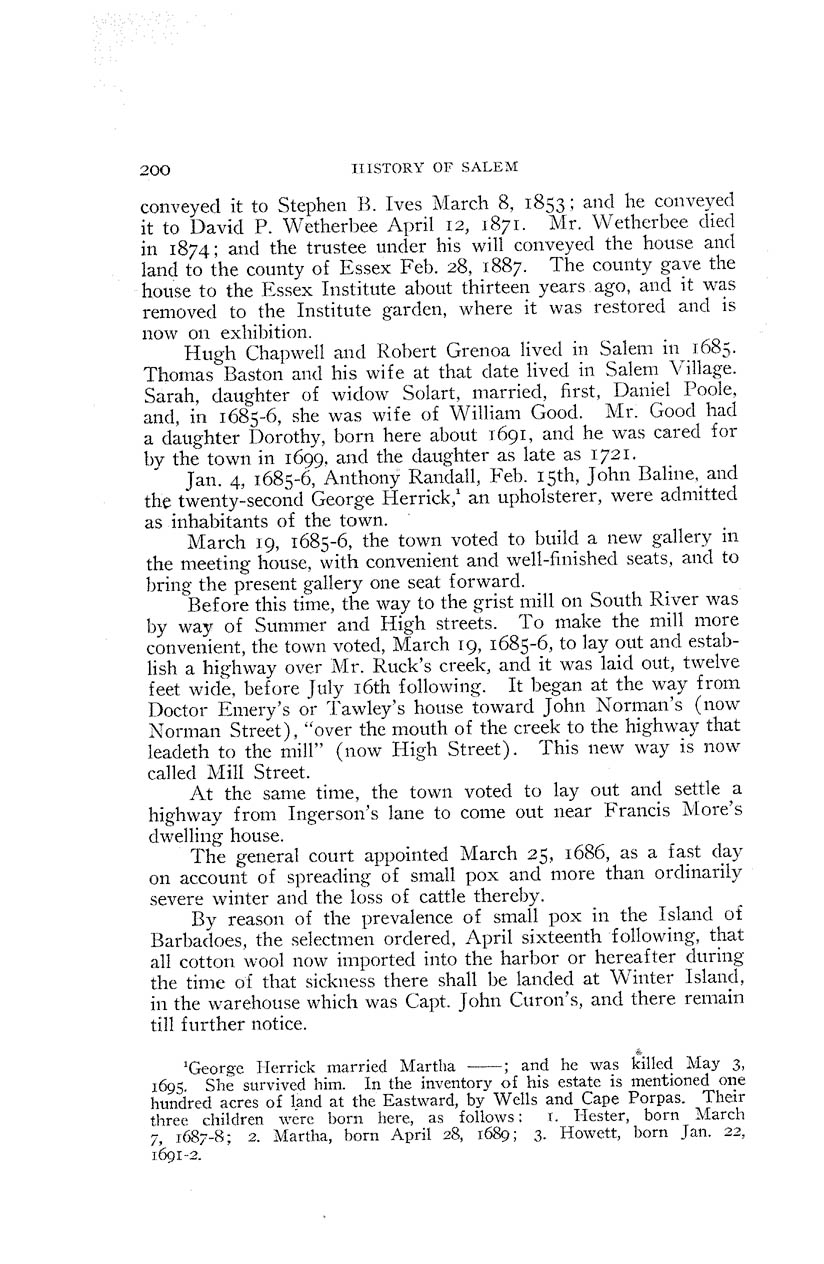 200 HISTORY OF SALEM
conveyed it to Stephen B. Ives March 8, 1853; and he conveyed
it to David P. Wetherbee April 12, 1871. Mr. Wetherbee died
in 1874; and the trustee under his will conveyed the house and
land to the county of Essex Feb. 28, 1887. The county gave the
house to the Essex Institute about thirteen years ago, and it was
removed to the Institute garden, where it was restored and is
now on exhibition.
Hugh Chapwell and Robert Grenoa lived in Salem in 1685.
Thomas Baston and his wife at that date lived in Salem Village.
Sarah, daughter of widow Solart, married, first, Daniel Poole,
and, in 1685-6, she was wife of William Good. Mr. Good had
a daughter Dorothy, born here about 1691, and he was cared for
by the town in 1699, and the daughter as late as 1721.
Jan. 4, 1685-6, Anthony Randall, Feb. 15th, John Baline, and
the twenty-second George Herrick,¹ an upholsterer, were admitted
as inhabitants of the town.
March 19, 1685-6, the town voted to build a new gallery in
the meeting house, with convenient and well-finished seats, and to
bring the present gallery one seat forward.
Before this time, the way to the grist mill on South River was
by way of Summer and High streets. To make the mill more
convenient, the town voted, March 19, 1685-6, to lay out and estab-
lish a highway over Mr. Ruck's creek, and it was laid out, twelve
feet wide, before July 16th following. It began at the way from
Doctor Emery's or Tawley's house toward John Norman's (now
Norman Street), "over the mouth of the creek to the highway that
leadeth to the mill" (now High Street). This new way is now
called Mill Street.
At the same time, the town voted to lay out and settle a
highway from Ingerson's lane to come out near Francis More's
dwelling house.
The general court appointed March 25, 1686, as a fast day
on account of spreading of small pox and more than ordinarily
severe winter and the loss of cattle thereby.
By reason of the prevalence of small pox in the Island of
Barbadoes, the selectmen ordered, April sixteenth following, that
all cotton wool now imported into the harbor or hereafter during
the time of that sickness there shall be landed at Winter Island,
in the warehouse which was Capt. John Curon's, and there remain
till further notice.
¹George Herrick married Martha ——; and he was killed May 3,
1695. She survived him. In the inventory of his estate is mentioned one
hundred acres of land at the Eastward, by Wells and Cape Porpas. Their
three children were born here, as follows: 1. Hester, born March
7, 1687-8; 2. Martha, born April 28, 1689; 3. Howett, born Jan. 22,
1691-2.